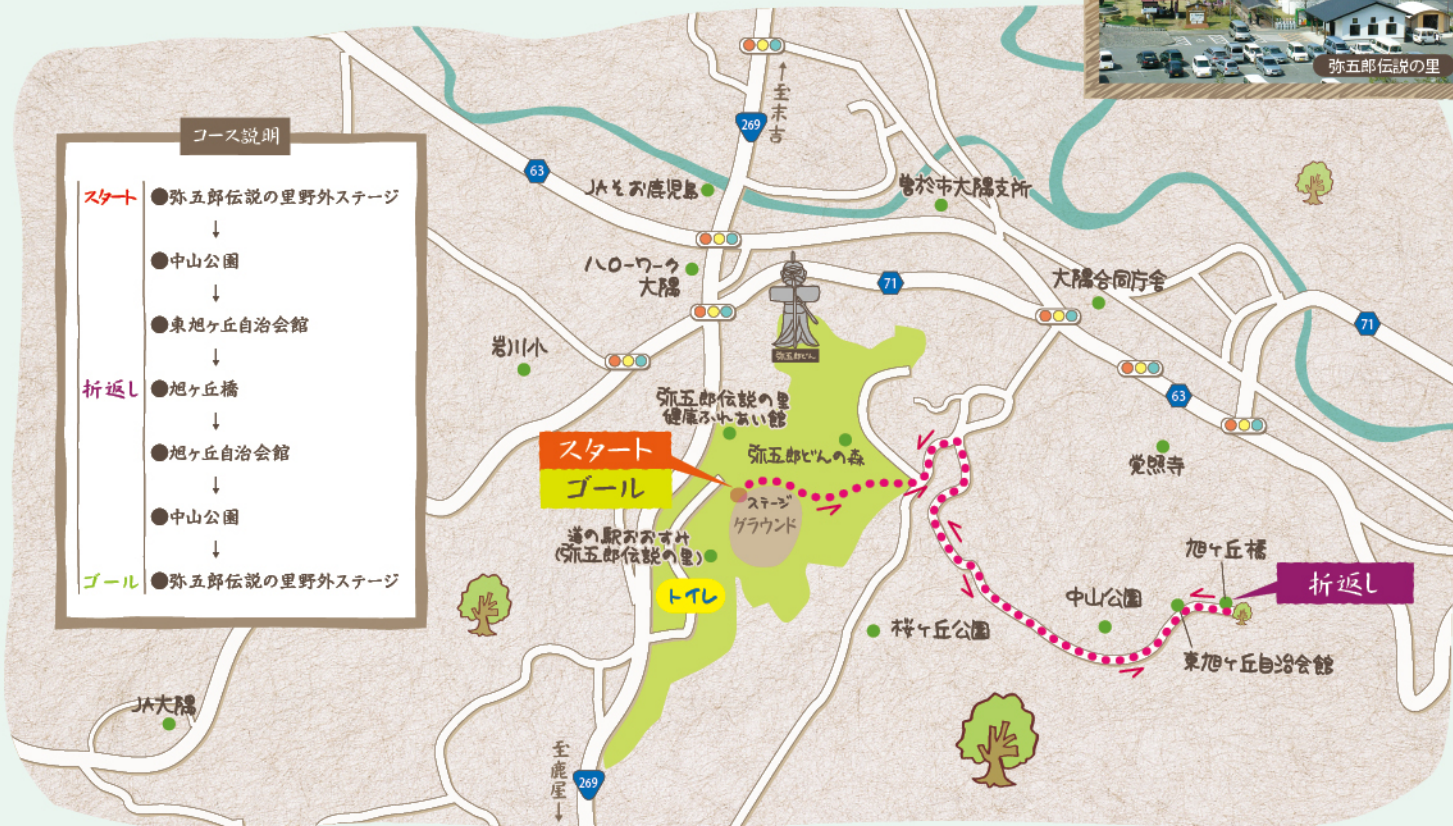 弥五郎伝説の里
コース説明
スタート ●弥五郎伝説の里野外ステージ
↓
●中山公園
↓
●東旭ヶ丘自治会館
↓
折返し ●旭ヶ丘橋
↓
●旭ヶ丘自治会館
↓
●中山公園
↓
ゴール ●弥五郎伝説の里野外ステージ
↑至末吉
269
63
JAそお鹿児島
曽於市大隅支所
ハローワーク
大隅
71
大隅合同庁舎
71
弥五郎どん
岩川小
63
弥五郎伝説の里
健康ふれあい館
スタート
ゴール
弥五郎どんの森
覚照寺
ステージ
グラウンド
道の駅おおすみ
(弥五郎伝説の里)
トイレ
旭ヶ丘橋
折返し
中山公園
桜ヶ丘公園
東旭ヶ丘自治会館
JA大隅
至鹿屋↓
269